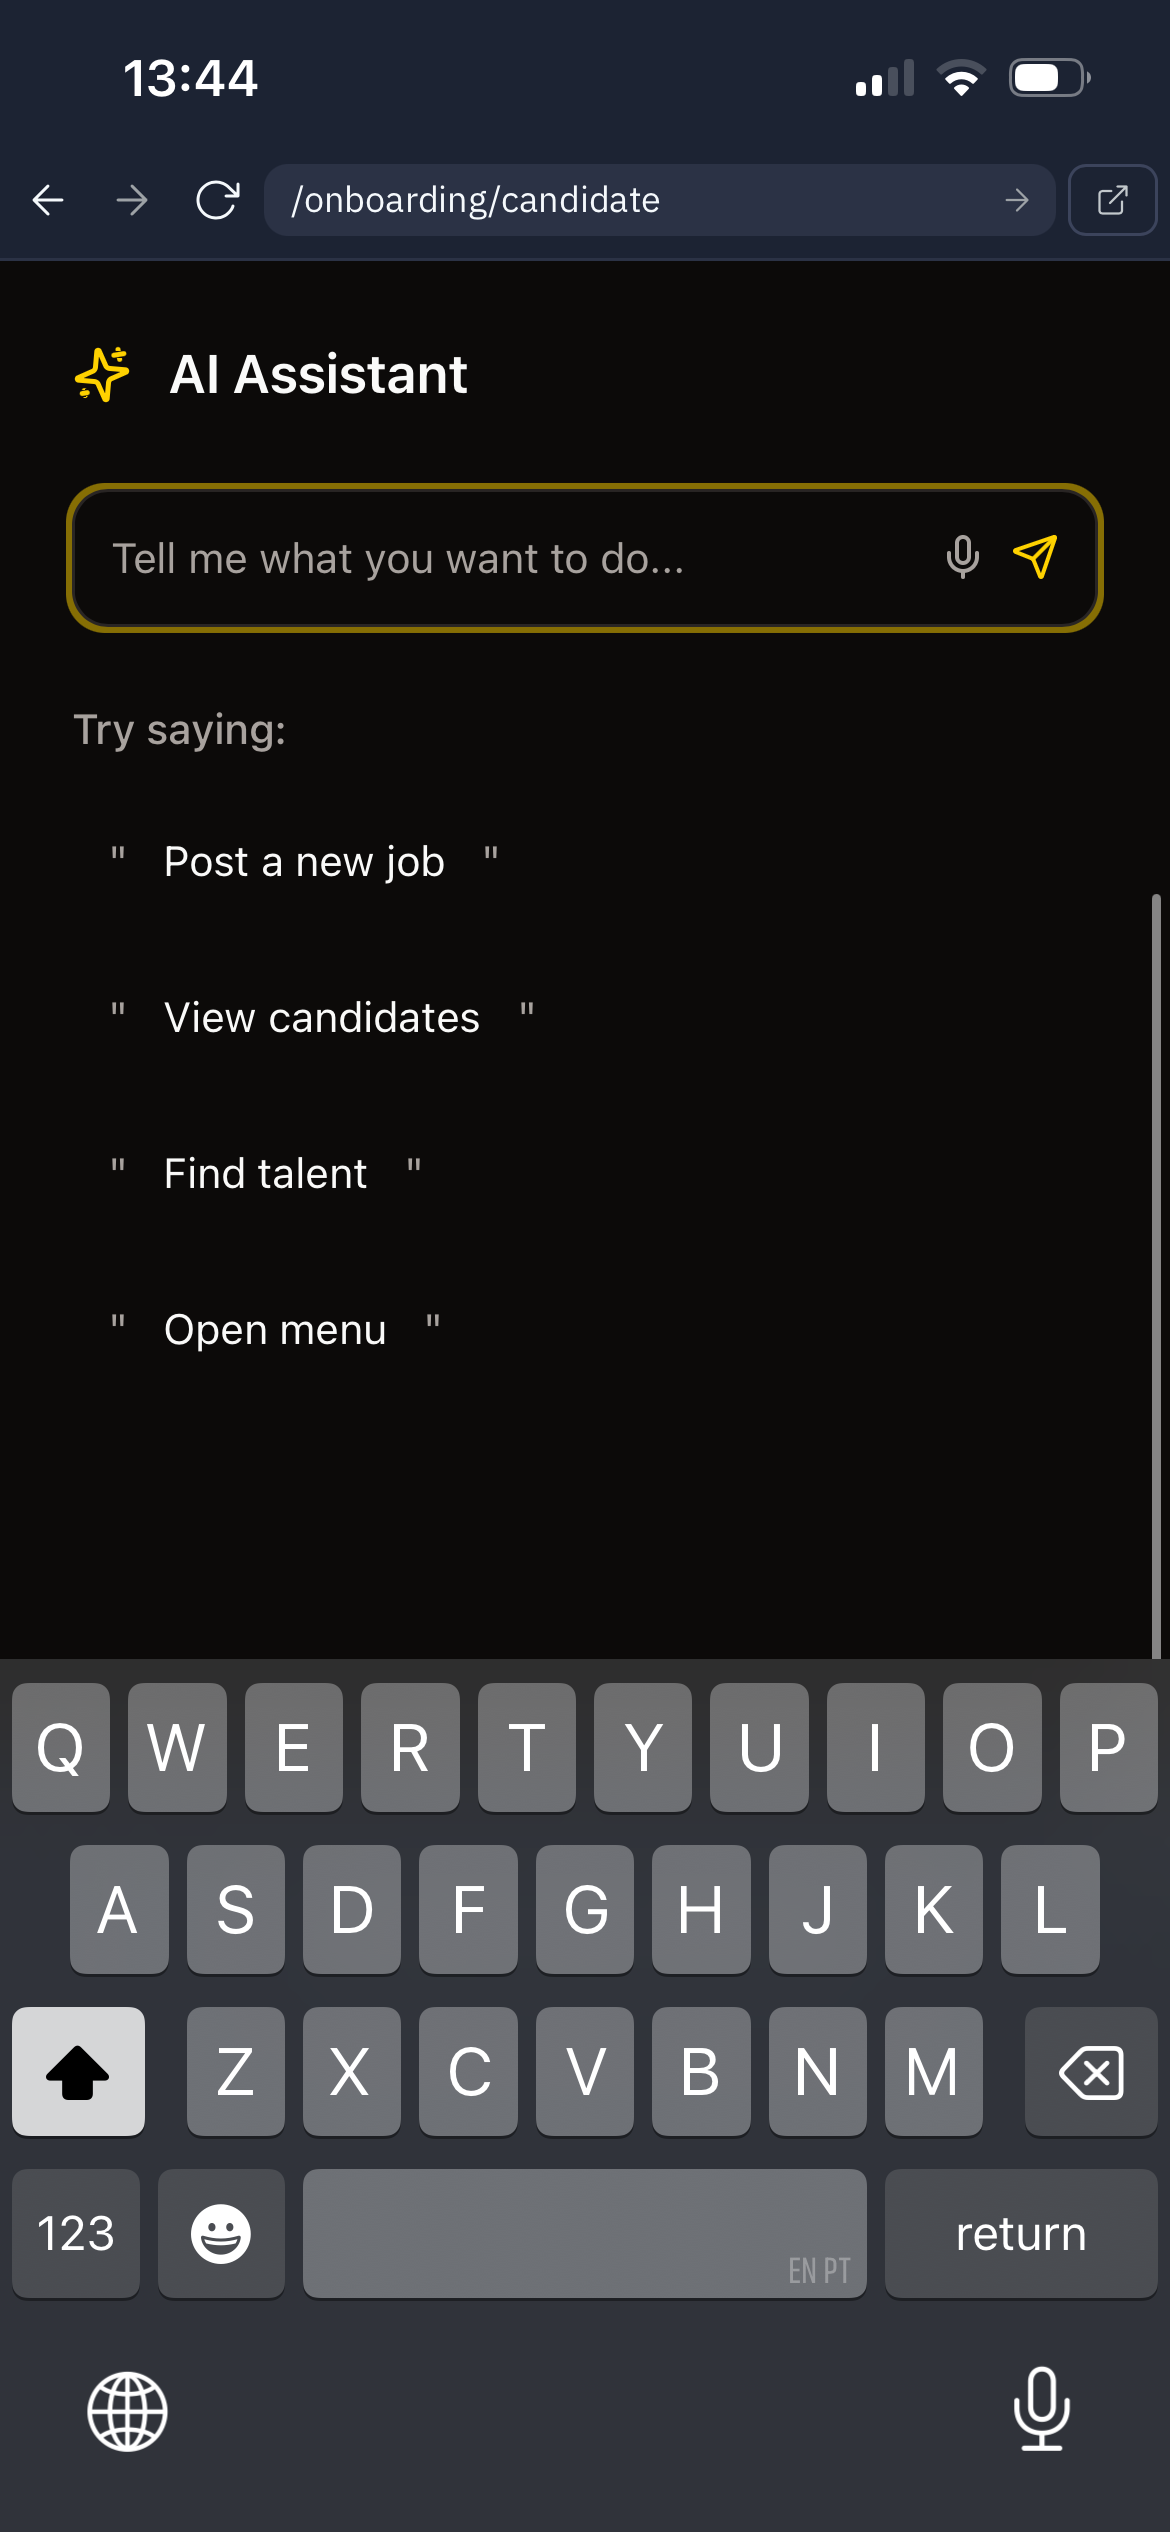 13:44
/onboarding/candidate
AI Assistant
Tell me what you want to do...
Try saying:
" Post a new job "
" View candidates "
" Find talent "
" Open menu "
Q W E R T Y U I O P
A S D F G H J K L
Z X C V B N M
123 EN PT return